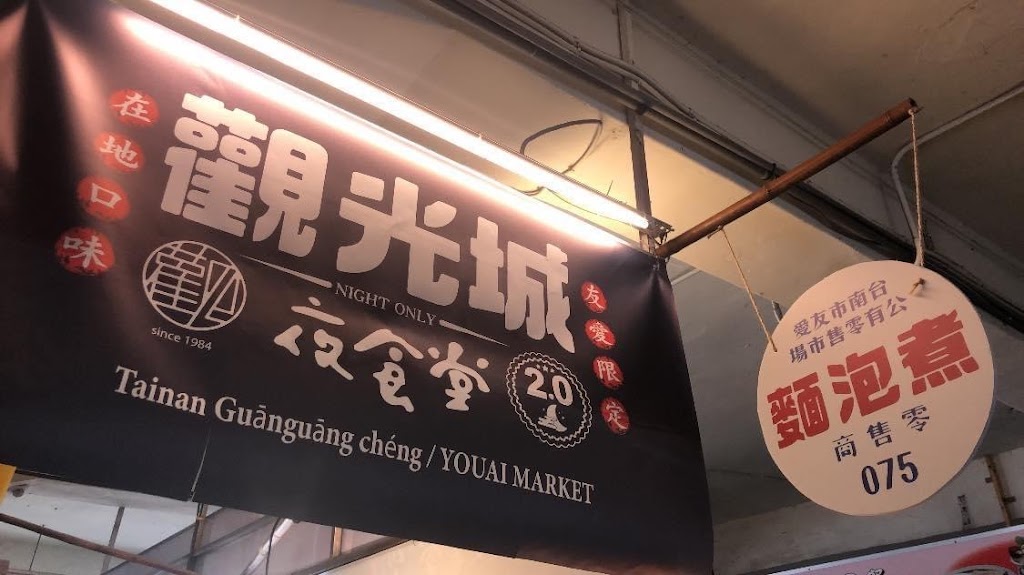 在地口味
觀光城
NIGHT ONLY
夜食堂
since 1984
2.0
友愛限定
Tainan Guānguāng chéng / YOUAI MARKET
台南市友愛
公有零售市場
煮泡麵
零售商
075